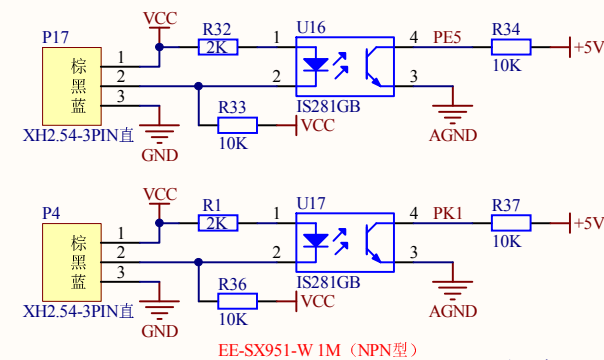 VCC
P17
1
棕
2
黑
3
蓝
XH2.54-3PIN直
GND
R32
2K
R33
10K
VCC
U16
1
2
4
3
IS281GB
PE5
R34
10K
+5V
AGND
VCC
P4
1
棕
2
黑
3
蓝
XH2.54-3PIN直
GND
R1
2K
R36
10K
VCC
U17
1
2
4
3
IS281GB
PK1
R37
10K
+5V
AGND
EE-SX951-W 1M（NPN型）